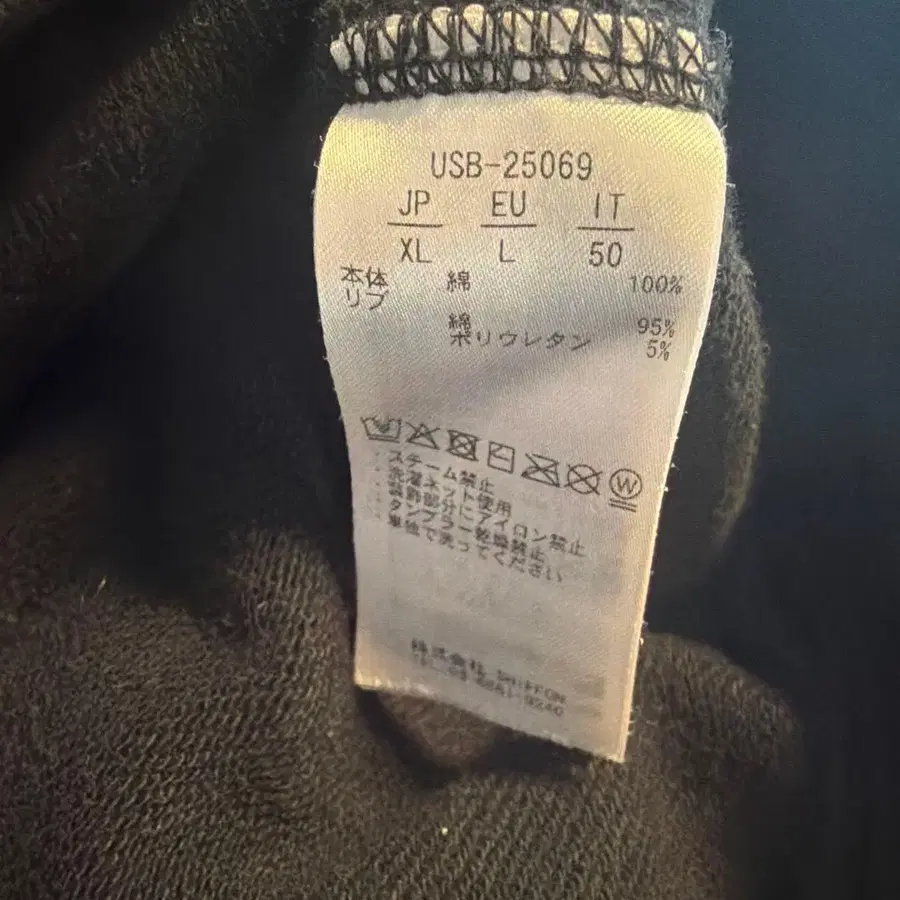 USB-25069
JP EU IT
XL L 50
本体 綿 100%
リブ
綿 95%
ポリウレタン 5%
W
・スチーム禁止
・洗濯ネット使用
・装飾部分にアイロン禁止
・タンブラー乾燥禁止
・単独で洗ってください
株式会社 SHIFFON